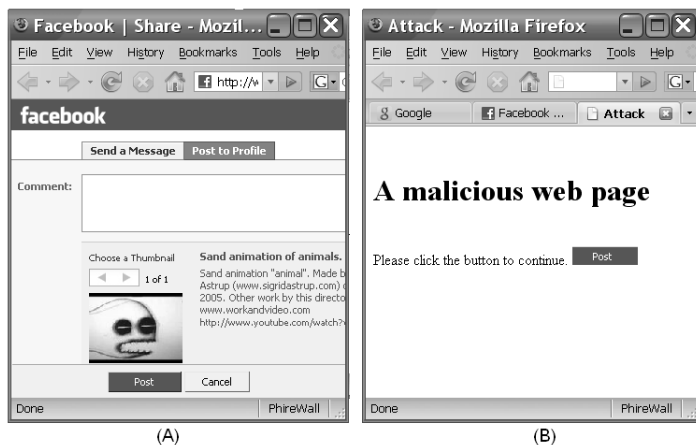 Facebook | Share - Mozil...
File Edit View History Bookmarks Tools Help
http://w
G
facebook
Send a Message Post to Profile
Comment:
Choose a Thumbnail
1 of 1
Sand animation of animals.
Sand animation "animal". Made b
Astrup (www.sigridastrup.com) c
2005. Other work by this directo
www.workandvideo.com
http://www.youtube.com/watch?v
Post Cancel
Done PhireWall
(A)
Attack - Mozilla Firefox
File Edit View History Bookmarks Tools Help
G
Google Facebook ... Attack
A malicious web page
Please click the button to continue. Post
Done PhireWall
(B)